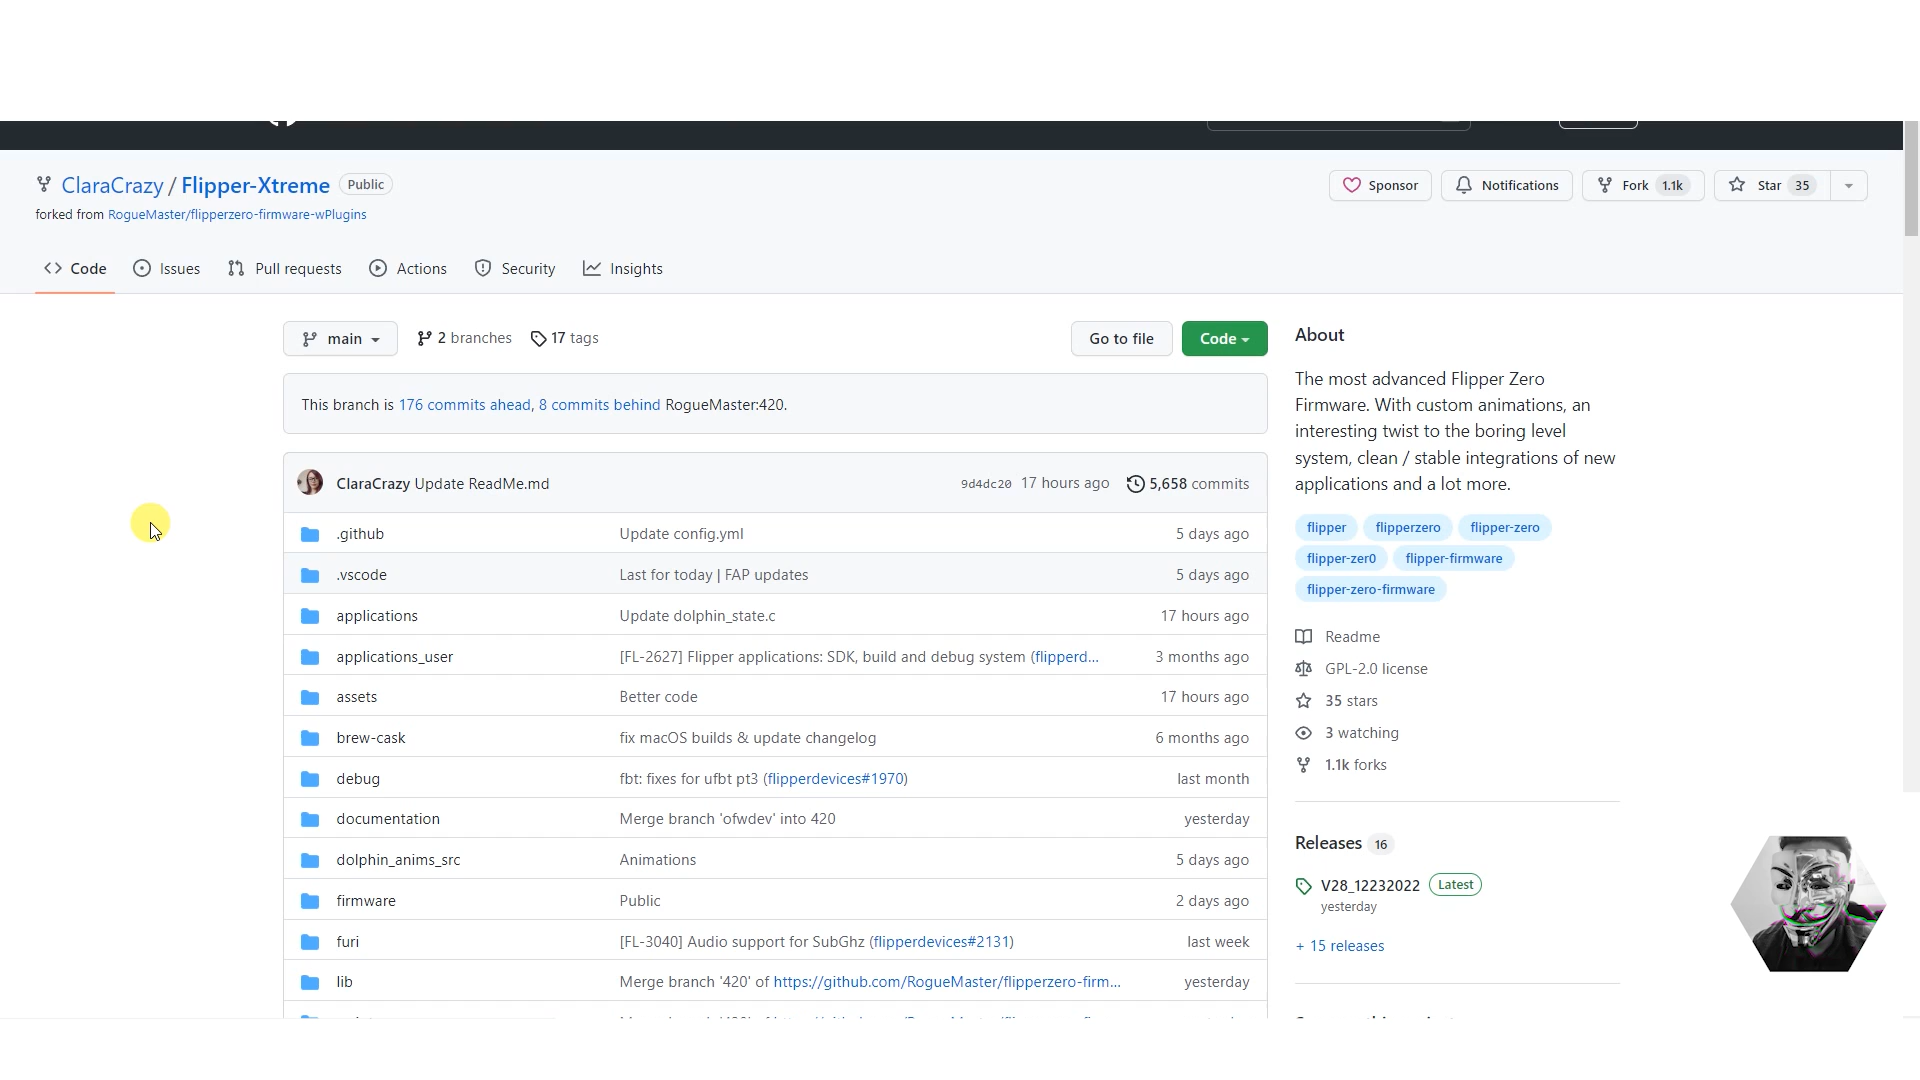 ClaraCrazy / Flipper-Xtreme Public
Sponsor Notifications Fork 1.1k Star 35
forked from RogueMaster/flipperzero-firmware-wPlugins
Code Issues Pull requests Actions Security Insights
main 2 branches 17 tags Go to file Code
This branch is 176 commits ahead, 8 commits behind RogueMaster:420.
ClaraCrazy Update ReadMe.md 9d4dc20 17 hours ago 5,658 commits
.github Update config.yml 5 days ago
.vscode Last for today | FAP updates 5 days ago
applications Update dolphin_state.c 17 hours ago
applications_user [FL-2627] Flipper applications: SDK, build and debug system (flipperd... 3 months ago
assets Better code 17 hours ago
brew-cask fix macOS builds & update changelog 6 months ago
debug fbt: fixes for ufbt pt3 (flipperdevices#1970) last month
documentation Merge branch 'ofwdev' into 420 yesterday
dolphin_anims_src Animations 5 days ago
firmware Public 2 days ago
furi [FL-3040] Audio support for SubGhz (flipperdevices#2131) last week
lib Merge branch '420' of https://github.com/RogueMaster/flipperzero-firm... yesterday
About
The most advanced Flipper Zero
Firmware. With custom animations, an
interesting twist to the boring level
system, clean / stable integrations of new
applications and a lot more.
flipper flipperzero flipper-zero
flipper-zer0 flipper-firmware
flipper-zero-firmware
Readme
GPL-2.0 license
35 stars
3 watching
1.1k forks
Releases 16
V28_12232022 Latest
yesterday
+ 15 releases